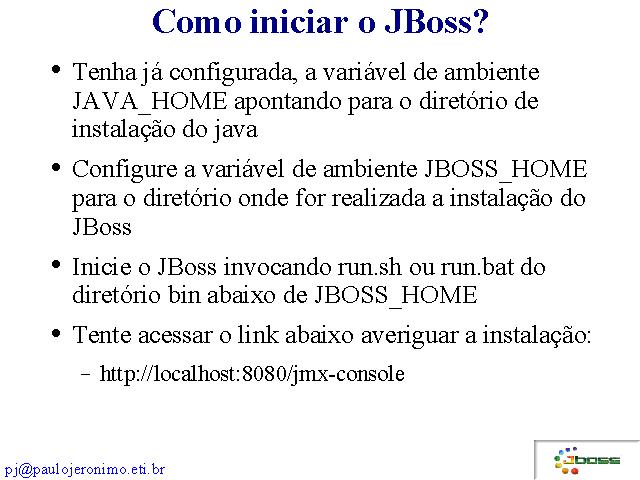 Como iniciar o JBoss?
• Tenha já configurada, a variável de ambiente
JAVA_HOME apontando para o diretório de
instalação do java
• Configure a variável de ambiente JBOSS_HOME
para o diretório onde for realizada a instalação do
JBoss
• Inicie o JBoss invocando run.sh ou run.bat do
diretório bin abaixo de JBOSS_HOME
• Tente acessar o link abaixo averiguar a instalação:
– http://localhost:8080/jmx-console
pj@paulojeronimo.eti.br
JBoss